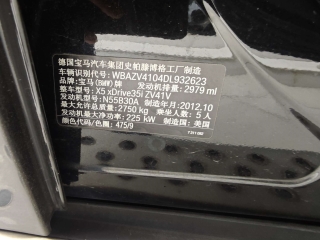 德国宝马汽车集团史帕滕博格工厂制造
车辆识别代号: WBAZV4104DL932623
品牌: 宝马(BMW)牌 发动机排量: 2979 ml
整车型号: X5 xDrive35i ZV41V
发动机型号: N55B30A 制造年月: 2012.10
最大允许总质量: 2750 kg 乘坐人数: 5 人
发动机最大净功率: 225 kW 制造国: 美国
颜色代码/色例: 475/9